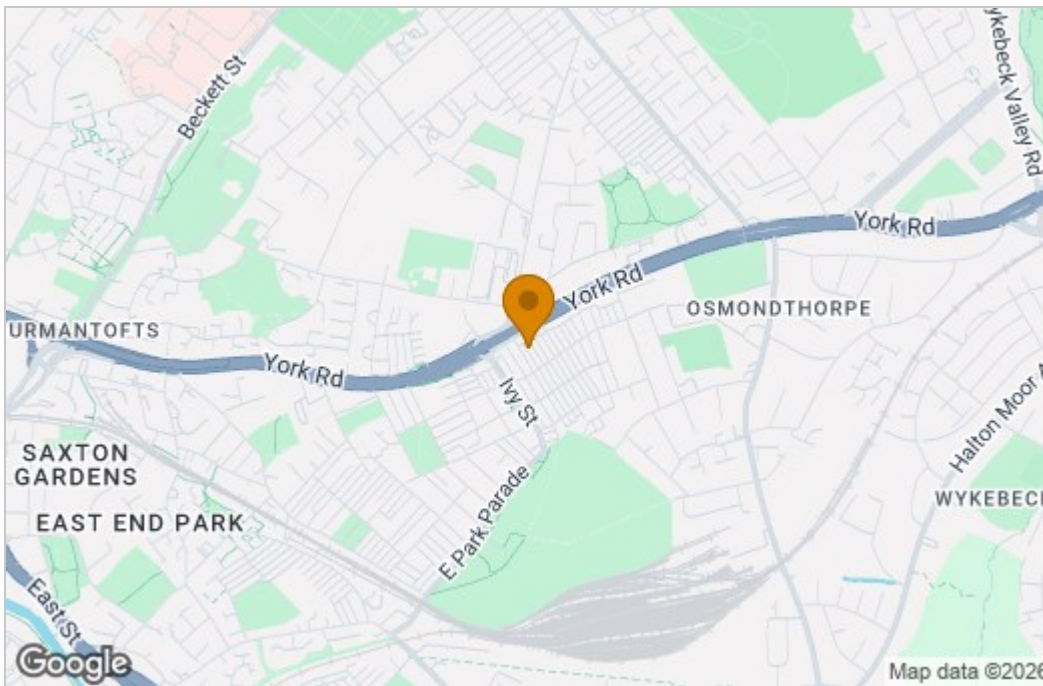 Beckett St
York Rd
York Rd
OSMONDTHORPE
URMANTOFTS
York Rd
Ivy St
SAXTON
GARDENS
EAST END PARK
E Park Parade
Halton Moor A
WYKEBECK
East St
ykebeck Valley Rd
Google
Map data ©2026